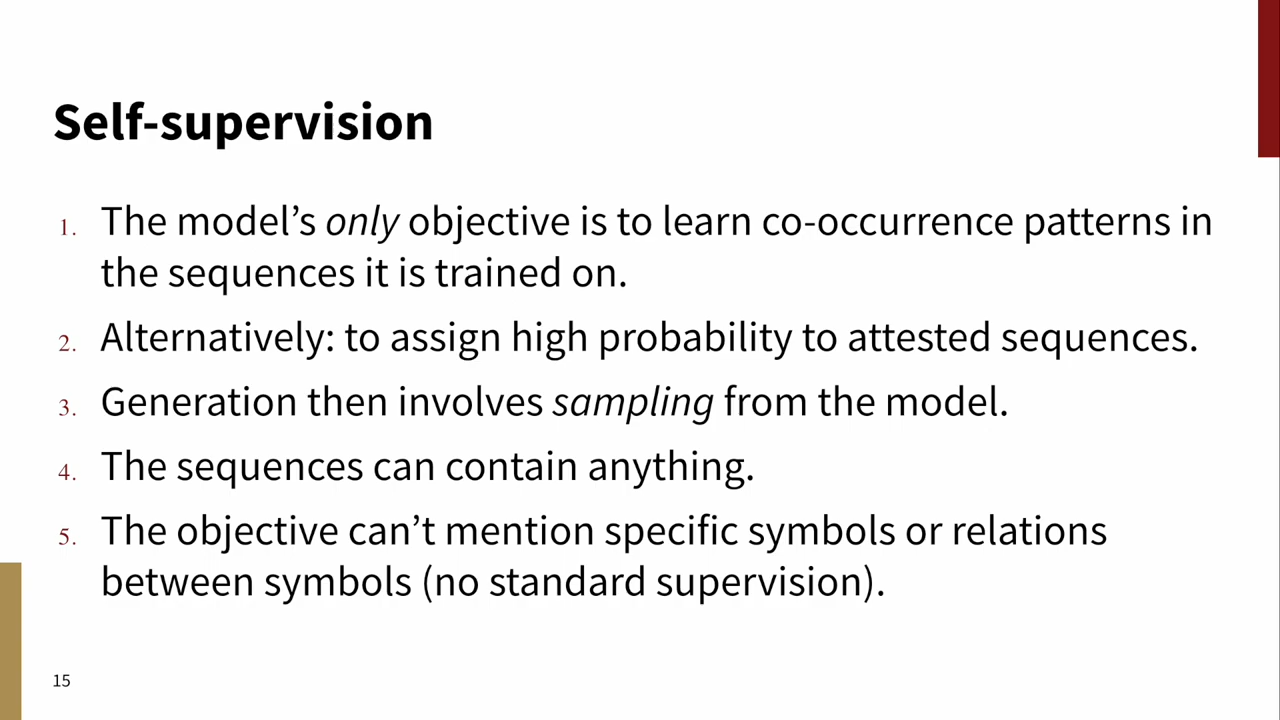 Self-supervision
1. The model’s only objective is to learn co-occurrence patterns in
the sequences it is trained on.
2. Alternatively: to assign high probability to attested sequences.
3. Generation then involves sampling from the model.
4. The sequences can contain anything.
5. The objective can’t mention specific symbols or relations
between symbols (no standard supervision).
15